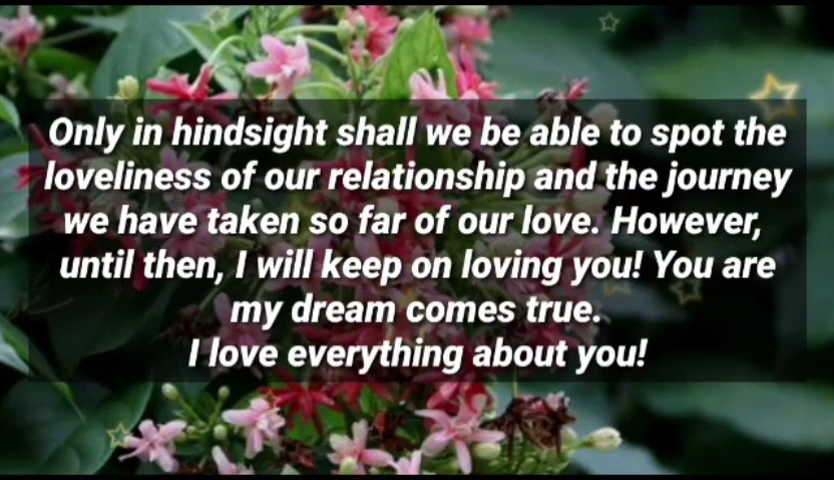 Only in hindsight shall we be able to spot the
loveliness of our relationship and the journey
we have taken so far of our love. However,
until then, I will keep on loving you! You are
my dream comes true.
I love everything about you!